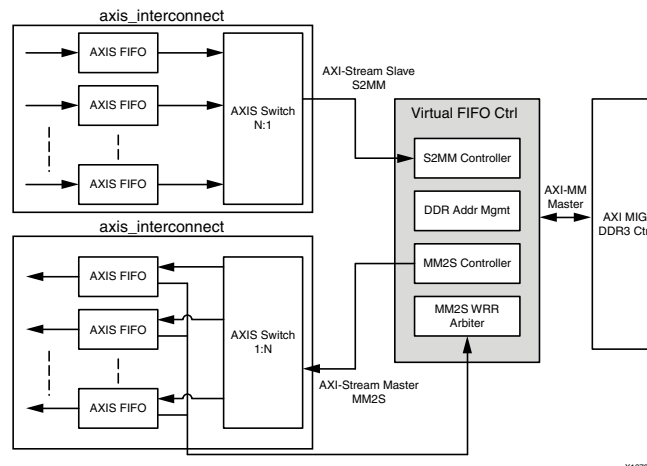 axis_interconnect
AXIS FIFO
AXIS FIFO
AXIS FIFO
AXIS Switch
N:1
AXI-Stream Slave
S2MM
Virtual FIFO Ctrl
S2MM Controller
DDR Addr Mgmt
MM2S Controller
MM2S WRR
Arbiter
AXI-MM
Master
AXI MIG
DDR3
axis_interconnect
AXIS FIFO
AXIS FIFO
AXIS FIFO
AXIS Switch
1:N
AXI-Stream Master
MM2S